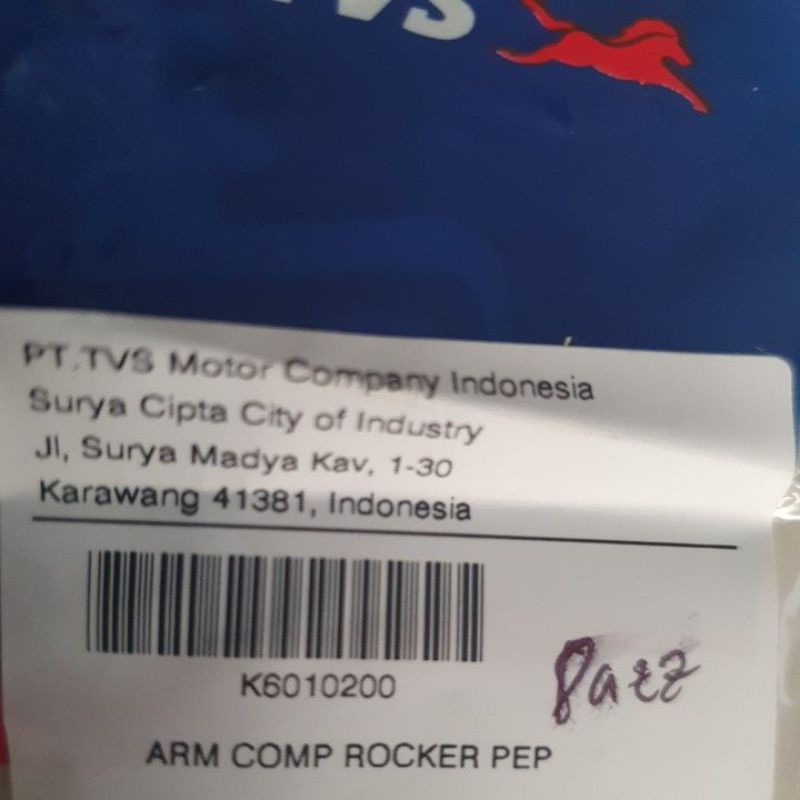 TVS
PT.TVS Motor Company Indonesia
Surya Cipta City of Industry
Jl, Surya Madya Kav, 1-30
Karawang 41381, Indonesia
K6010200
ARM COMP ROCKER PEP